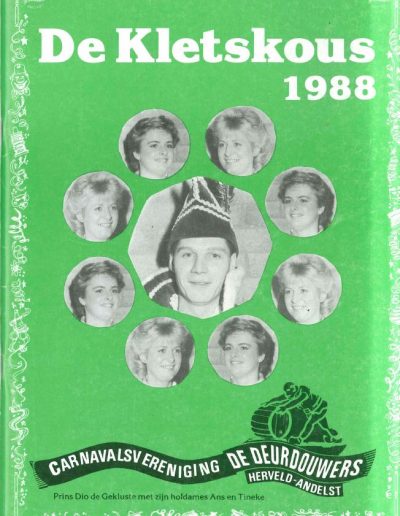 De Kletskous
1988
CARNAVALSVERENIGING DE DEURDOUWERS
HERVELD-ANDELST
Prins Dio de Gekluste met zijn holdames Ans en Tineke